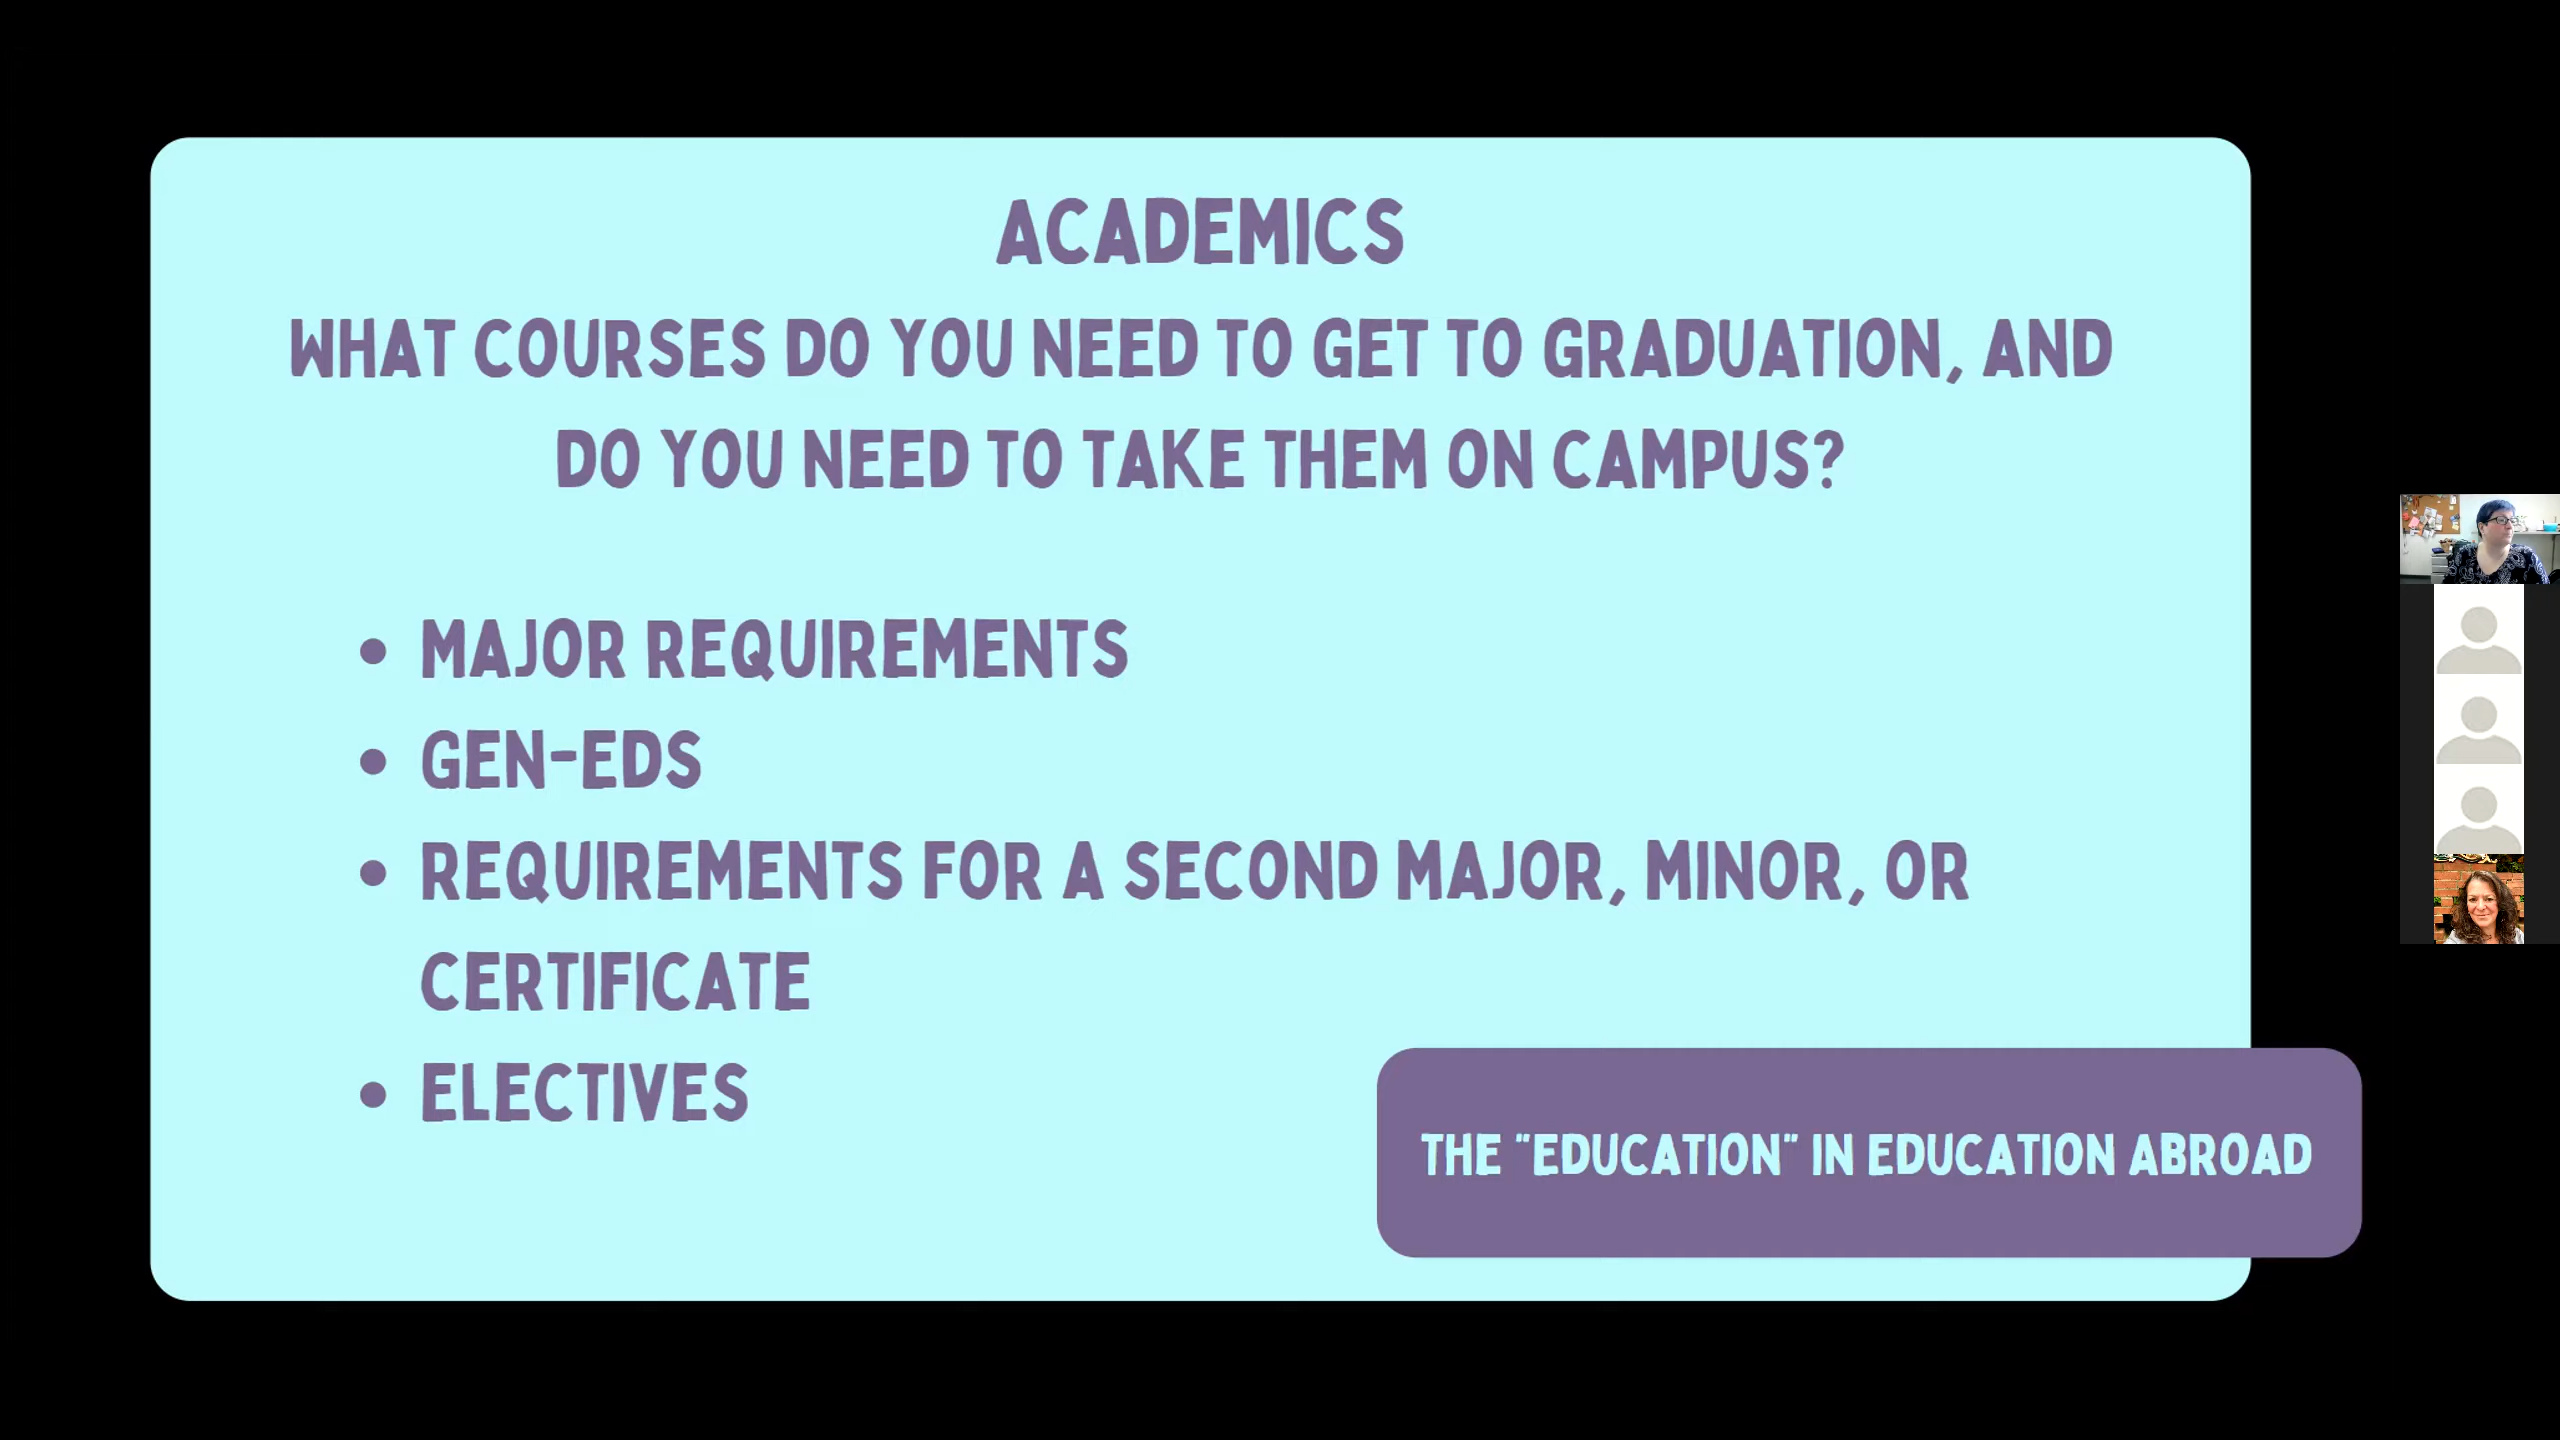 ACADEMICS
WHAT COURSES DO YOU NEED TO GET TO GRADUATION, AND
DO YOU NEED TO TAKE THEM ON CAMPUS?
• MAJOR REQUIREMENTS
• GEN-EDS
• REQUIREMENTS FOR A SECOND MAJOR, MINOR, OR
CERTIFICATE
• ELECTIVES
THE "EDUCATION" IN EDUCATION ABROAD